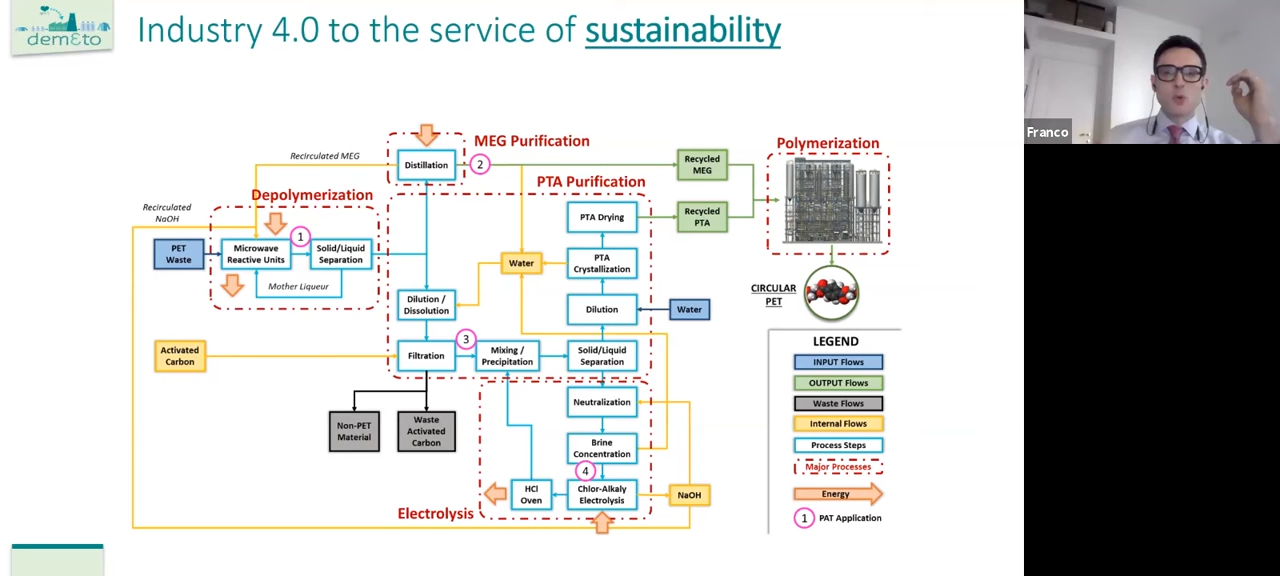 demεto
Industry 4.0 to the service of sustainability
Franco
MEG Purification
Polymerization
Recirculated MEG
Distillation
2
Recycled
MEG
PTA Purification
Depolymerization
Recirculated
NaOH
PTA Drying
Recycled
PTA
1
PET
Waste
Microwave
Reactive Units
Solid/Liquid
Separation
Water
PTA
Crystallization
Mother Liqueur
CIRCULAR
PET
Dilution /
Dissolution
Dilution
Water
Activated
Carbon
Filtration
3
Mixing /
Precipitation
Solid/Liquid
Separation
Neutralization
Non-PET
Material
Waste
Activated
Carbon
Brine
Concentration
4
HCl
Oven
Chlor-Alkaly
Electrolysis
NaOH
Electrolysis
LEGEND
INPUT Flows
OUTPUT Flows
Waste Flows
Internal Flows
Process Steps
Major Processes
Energy
1 PAT Application